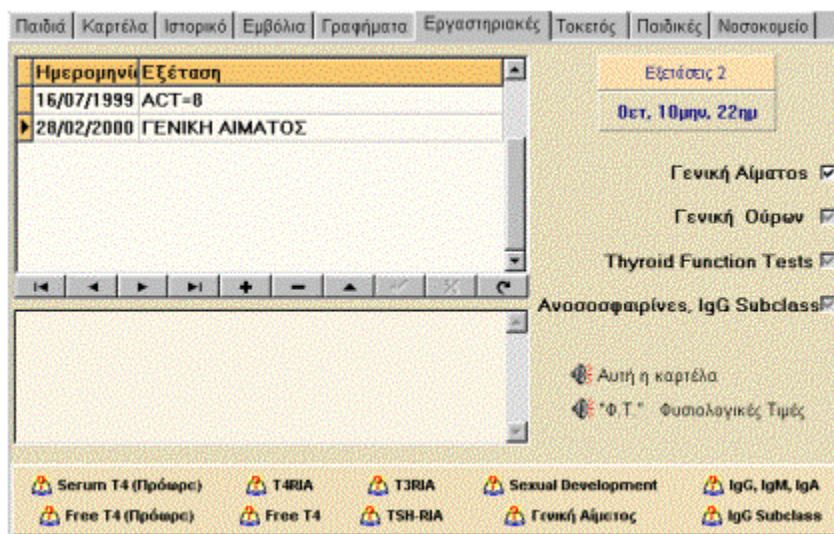 Παιδιά Καρτέλα Ιστορικό Εμβόλια Γραφήματα Εργαστηριακές Τοκετός Παιδικές Νοσοκομείο
Ημερομηνί Εξέταση
16/07/1999 ACT=8
28/02/2000 ΓΕΝΙΚΗ ΑΙΜΑΤΟΣ
Εξετάσεις 2
0ετ, 10μην, 22ημ
Γενική Αίματος
Γενική Ούρων
Thyroid Function Tests
Ανοσοσφαιρίνες, IgG Subclass
Αυτή η καρτέλα
"Φ.Τ." Φυσιολογικές Τιμές
Serum T4 (Πρόωρα) T4RIA T3RIA Sexual Development IgG, IgM, IgA
Free T4 (Πρόωρα) Free T4 TSH-RIA Γενική Αίματος IgG Subclass